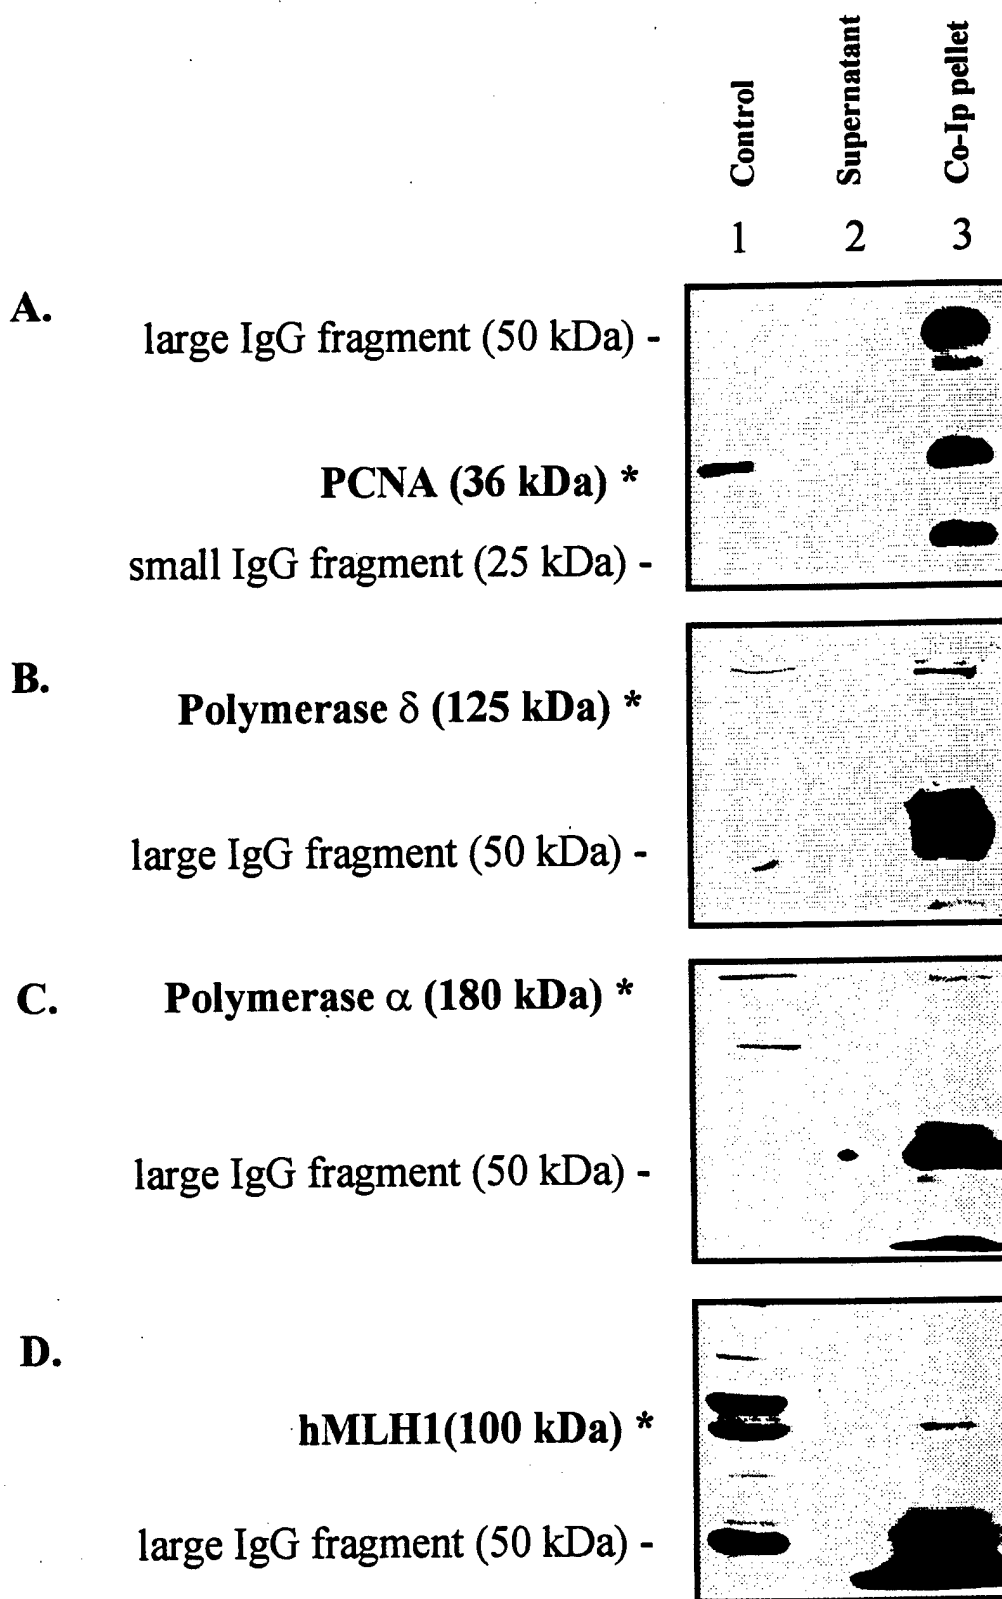 Control
Supernatant
Co-Ip pellet
1 2 3
A.
large IgG fragment (50 kDa) -
PCNA (36 kDa) *
small IgG fragment (25 kDa) -
B.
Polymerase δ (125 kDa) *
large IgG fragment (50 kDa) -
C.
Polymerase α (180 kDa) *
large IgG fragment (50 kDa) -
D.
hMLH1(100 kDa) *
large IgG fragment (50 kDa) -